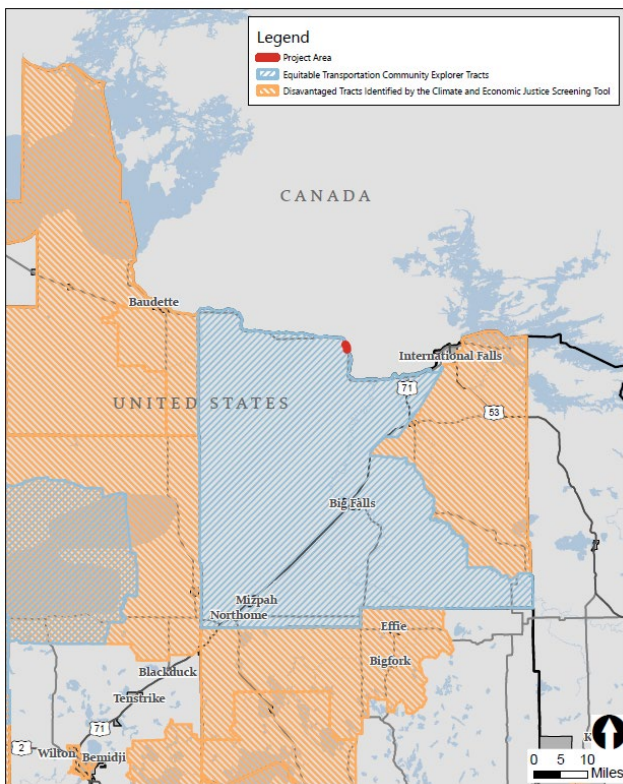 Legend
Project Area
Equitable Transportation Community Explorer Tracts
Disadvantaged Tracts Identified by the Climate and Economic Justice Screening Tool
CANADA
Baudette
International Falls
71
UNITED STATES
53
Big Falls
Mizpah
Northome
Effie
Bigfork
Blackduck
Tenstrike
71
2
Wilton
Bemidji
K
0 5 10
Miles